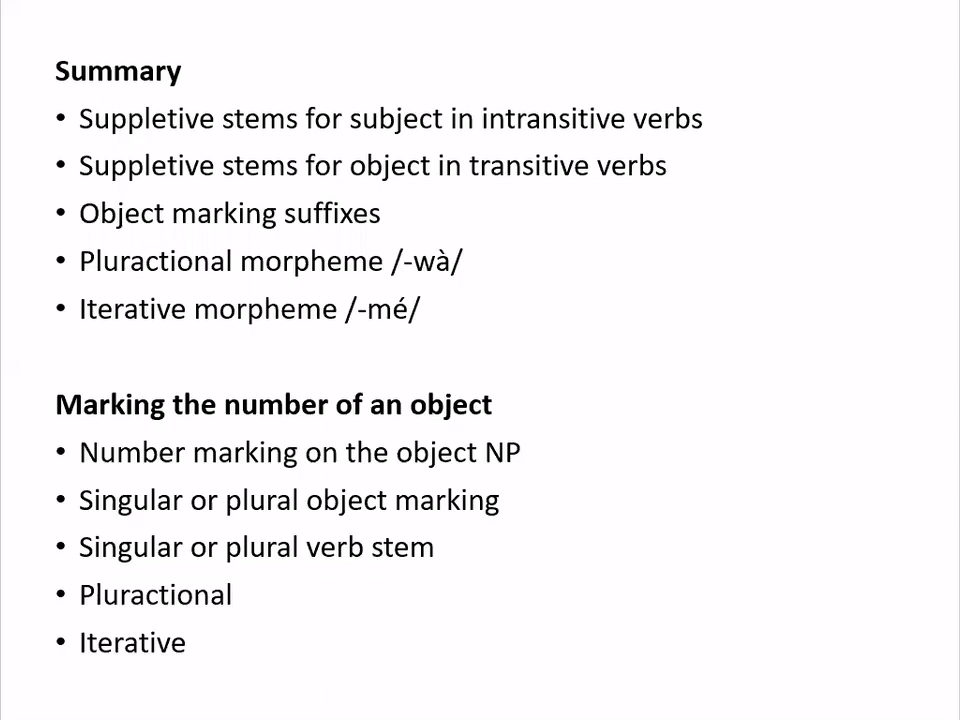 Summary
• Suppletive stems for subject in intransitive verbs
• Suppletive stems for object in transitive verbs
• Object marking suffixes
• Pluractional morpheme /-wà/
• Iterative morpheme /-mé/
Marking the number of an object
• Number marking on the object NP
• Singular or plural object marking
• Singular or plural verb stem
• Pluractional
• Iterative